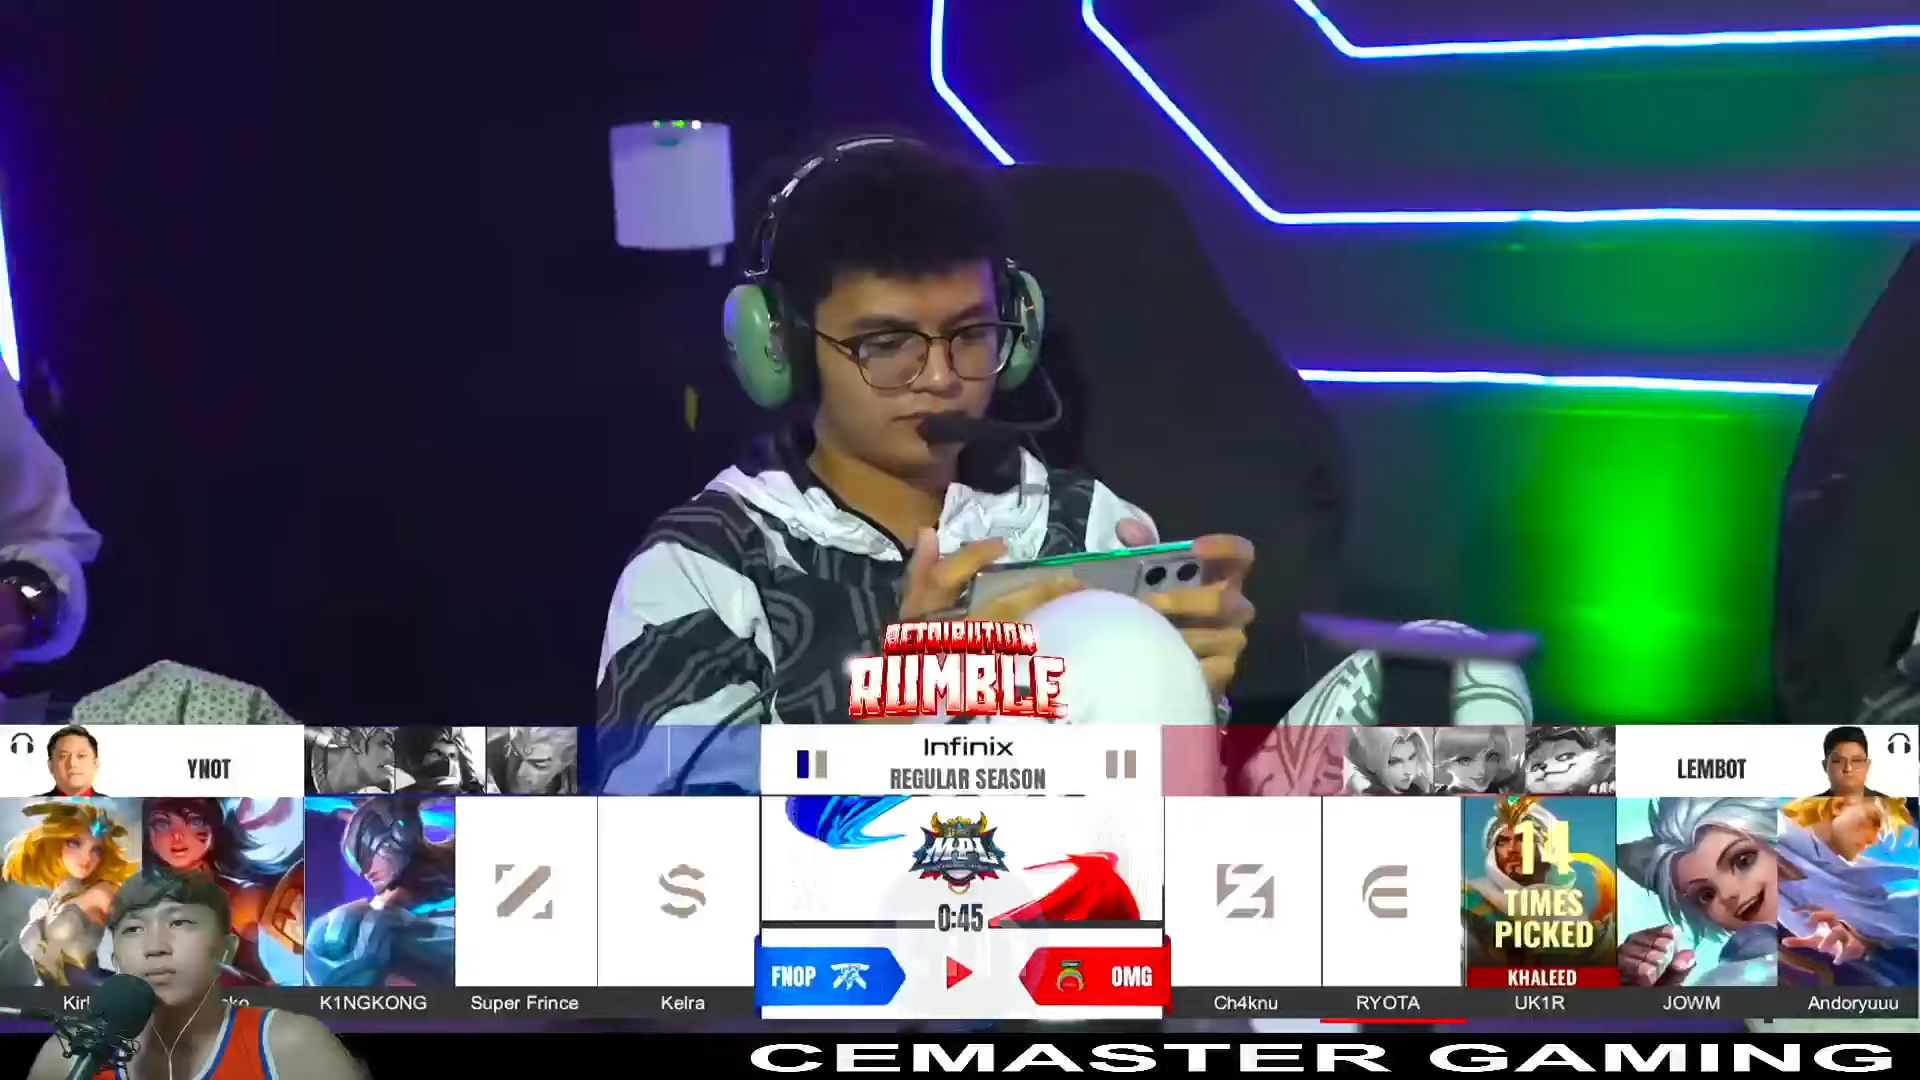 RETRIBUTION
RUMBLE
YNOT
Infinix
REGULAR SEASON
LEMBOT
MPL
0:45
14
TIMES
PICKED
KHALEED
FNOP
OMG
K1NGKONG
Super Frince
Kelra
Ch4knu
RYOTA
UK1R
JOWM
Andoryuuu
CEMASTER GAMING